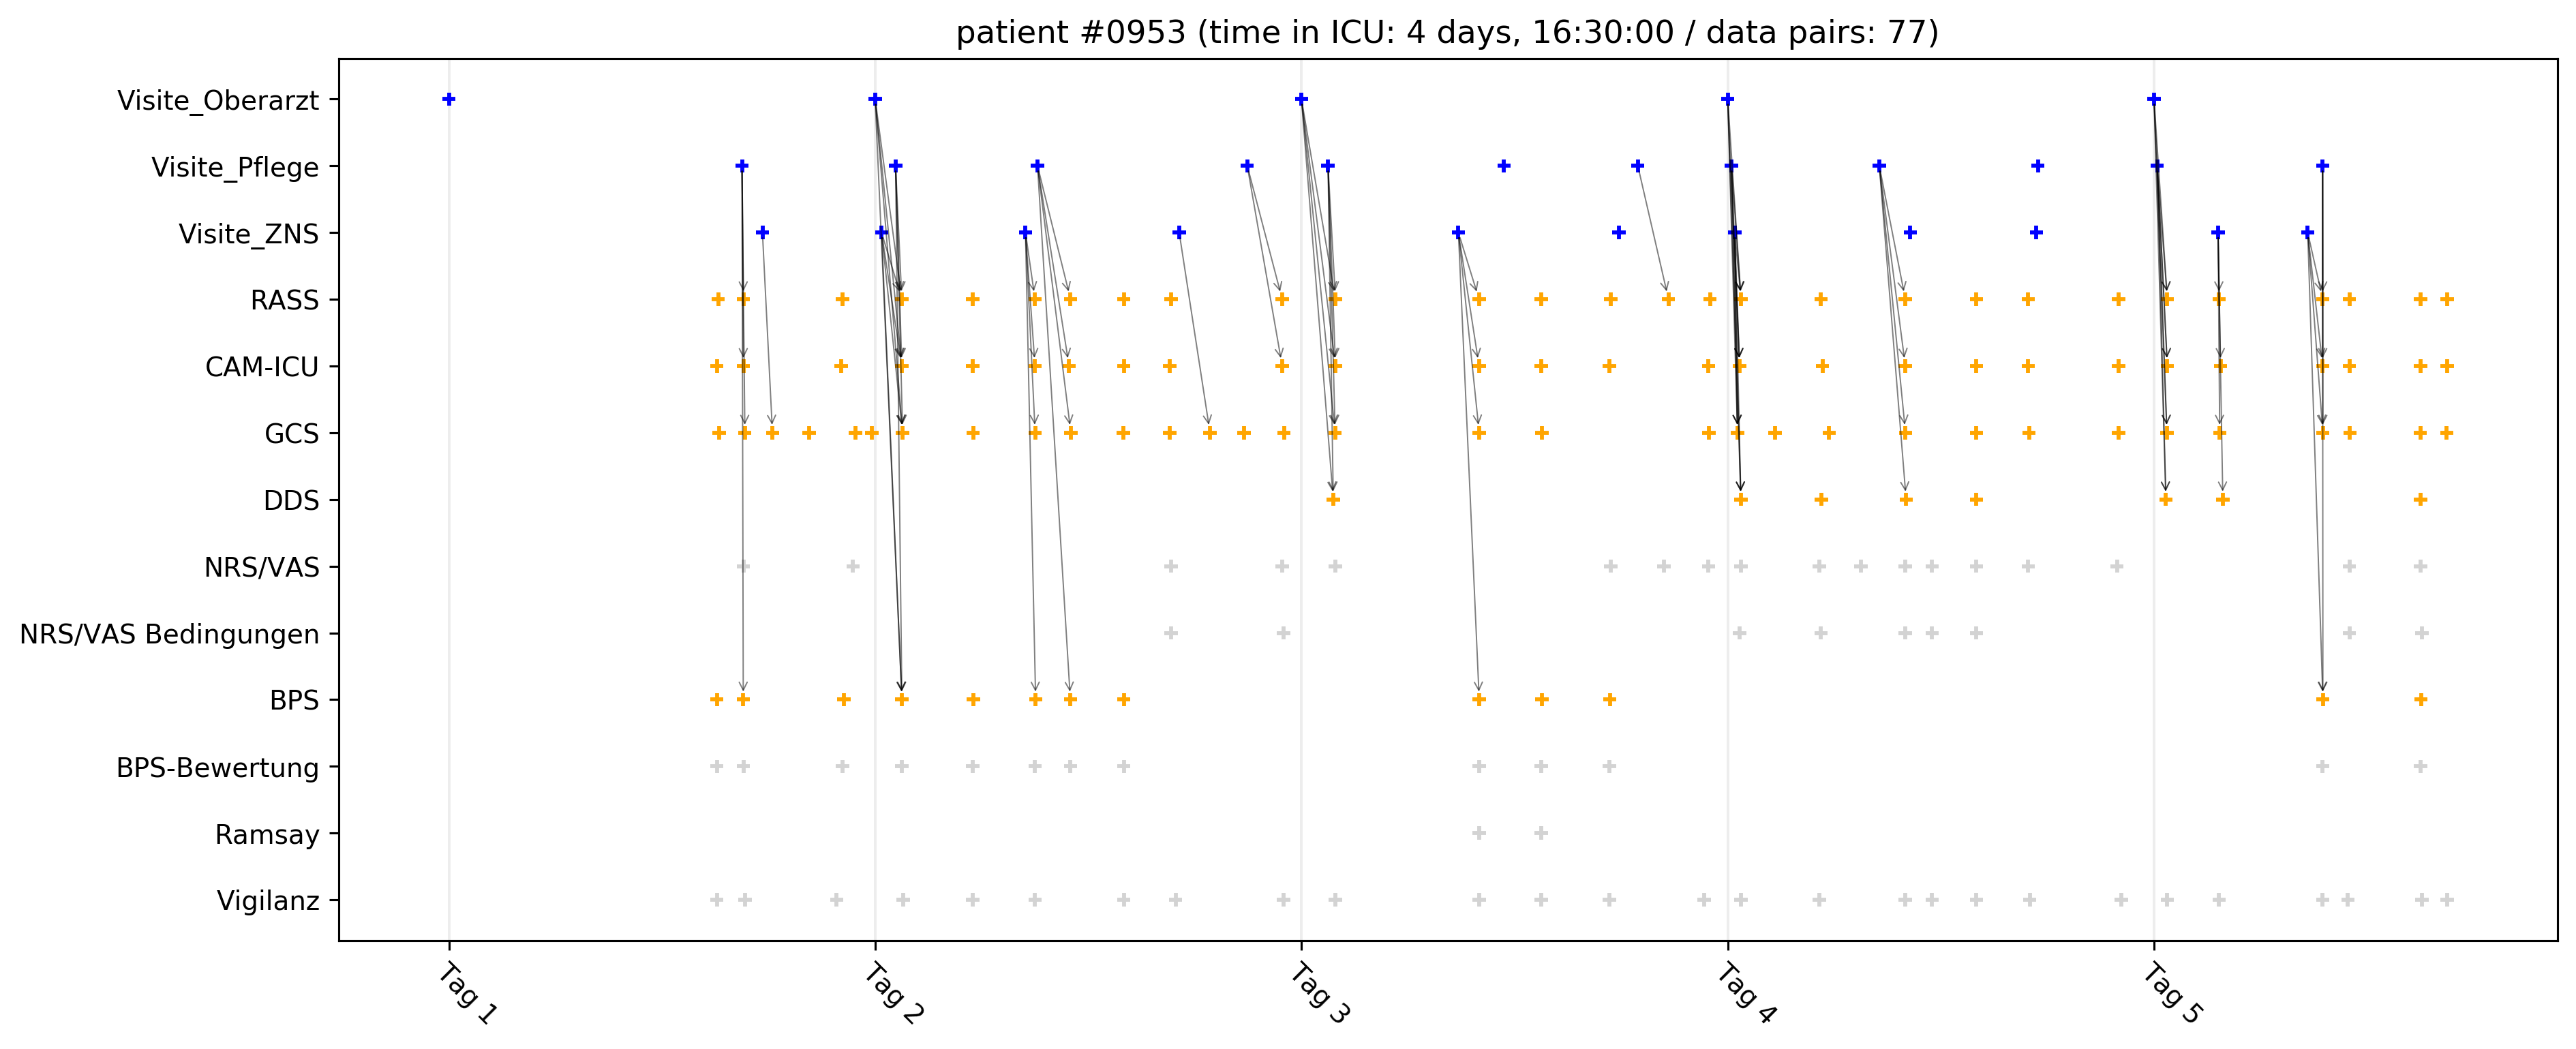 patient #0953 (time in ICU: 4 days, 16:30:00 / data pairs: 77)
Visite_Oberarzt
Visite_Pflege
Visite_ZNS
RASS
CAM-ICU
GCS
DDS
NRS/VAS
NRS/VAS Bedingungen
BPS
BPS-Bewertung
Ramsay
Vigilanz
Tag 1
Tag 2
Tag 3
Tag 4
Tag 5